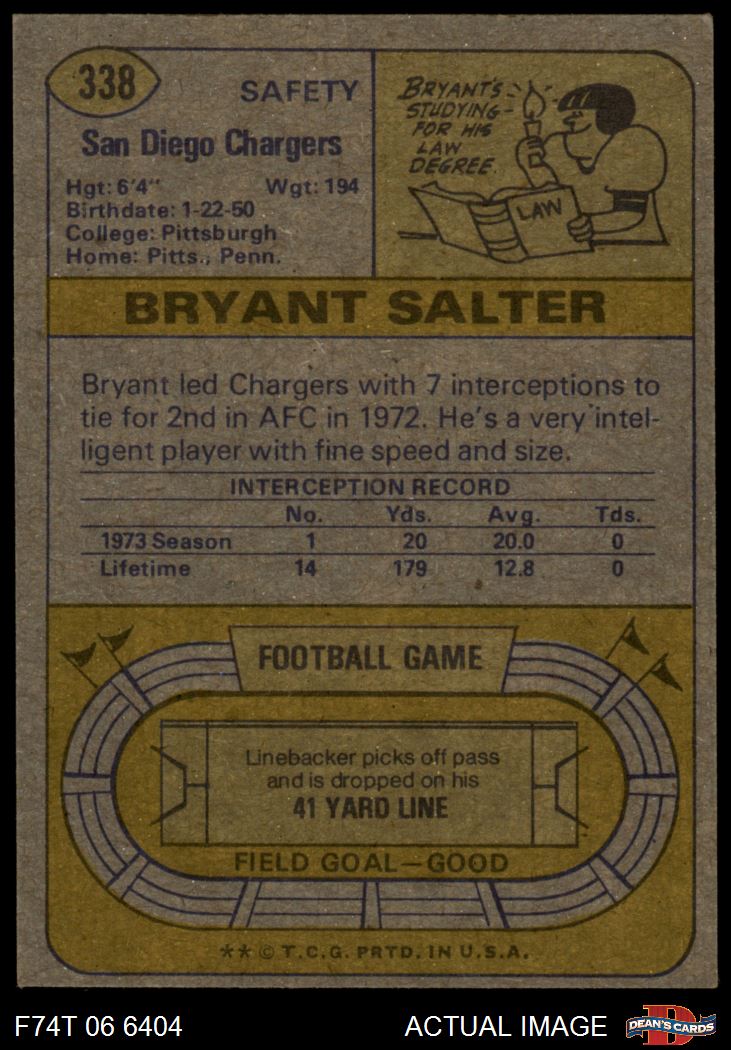 338
SAFETY
San Diego Chargers
Hgt: 6'4" Wgt: 194
Birthdate: 1-22-50
College: Pittsburgh
Home: Pitts., Penn.
BRYANT'S
STUDYING-
FOR HIS
LAW
DEGREE.
LAW
BRYANT SALTER
Bryant led Chargers with 7 interceptions to
tie for 2nd in AFC in 1972. He's a very intel-
ligent player with fine speed and size.
INTERCEPTION RECORD
No. Yds. Avg. Tds.
1973 Season 1 20 20.0 0
Lifetime 14 179 12.8 0
FOOTBALL GAME
Linebacker picks off pass
and is dropped on his
41 YARD LINE
FIELD GOAL—GOOD
** © T.C.G. PRTD. IN U.S.A.
F74T 06 6404 ACTUAL IMAGE
D
DEAN'S CARDS